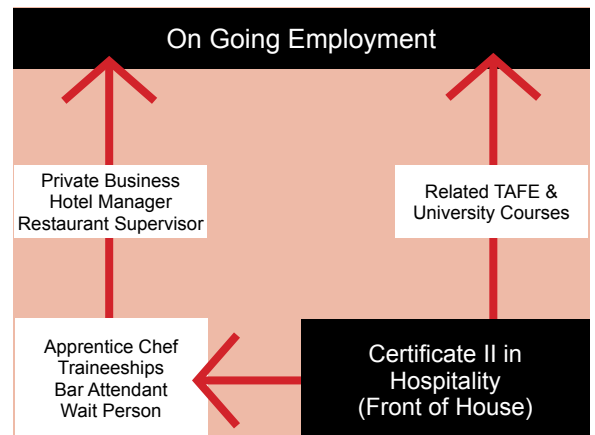 On Going Employment
Private Business
Hotel Manager
Restaurant Supervisor
Related TAFE &
University Courses
Apprentice Chef
Traineeships
Bar Attendant
Wait Person
Certificate II in
Hospitality
(Front of House)